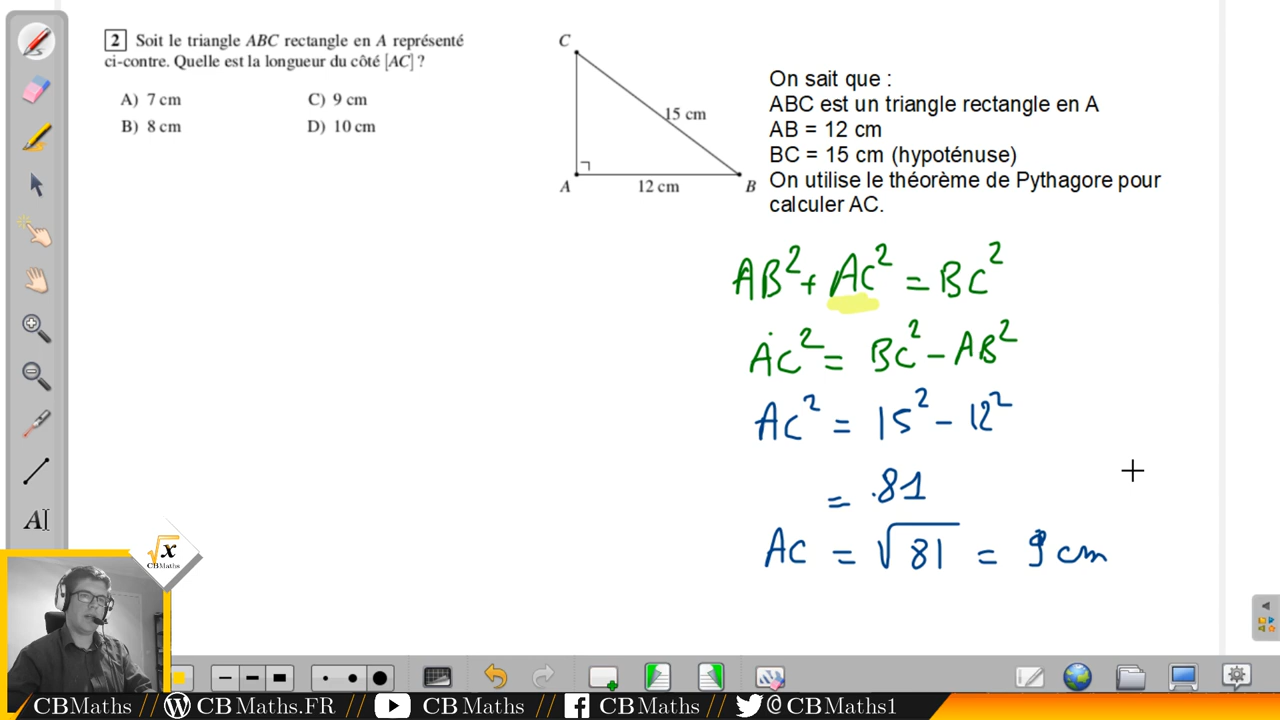 2 Soit le triangle ABC rectangle en A représenté
ci-contre. Quelle est la longueur du côté [AC] ?
A) 7 cm
C) 9 cm
B) 8 cm
D) 10 cm
C
15 cm
A
12 cm
B
On sait que :
ABC est un triangle rectangle en A
AB = 12 cm
BC = 15 cm (hypoténuse)
On utilise le théorème de Pythagore pour
calculer AC.
AB² + AC² = BC²
AC² = BC² - AB²
AC² = 15² - 12²
= 81
AC = √81 = 9 cm
A
√x
CBMaths
CBMaths
CBMaths.FR
CBMaths
CBMaths
@CBMaths1